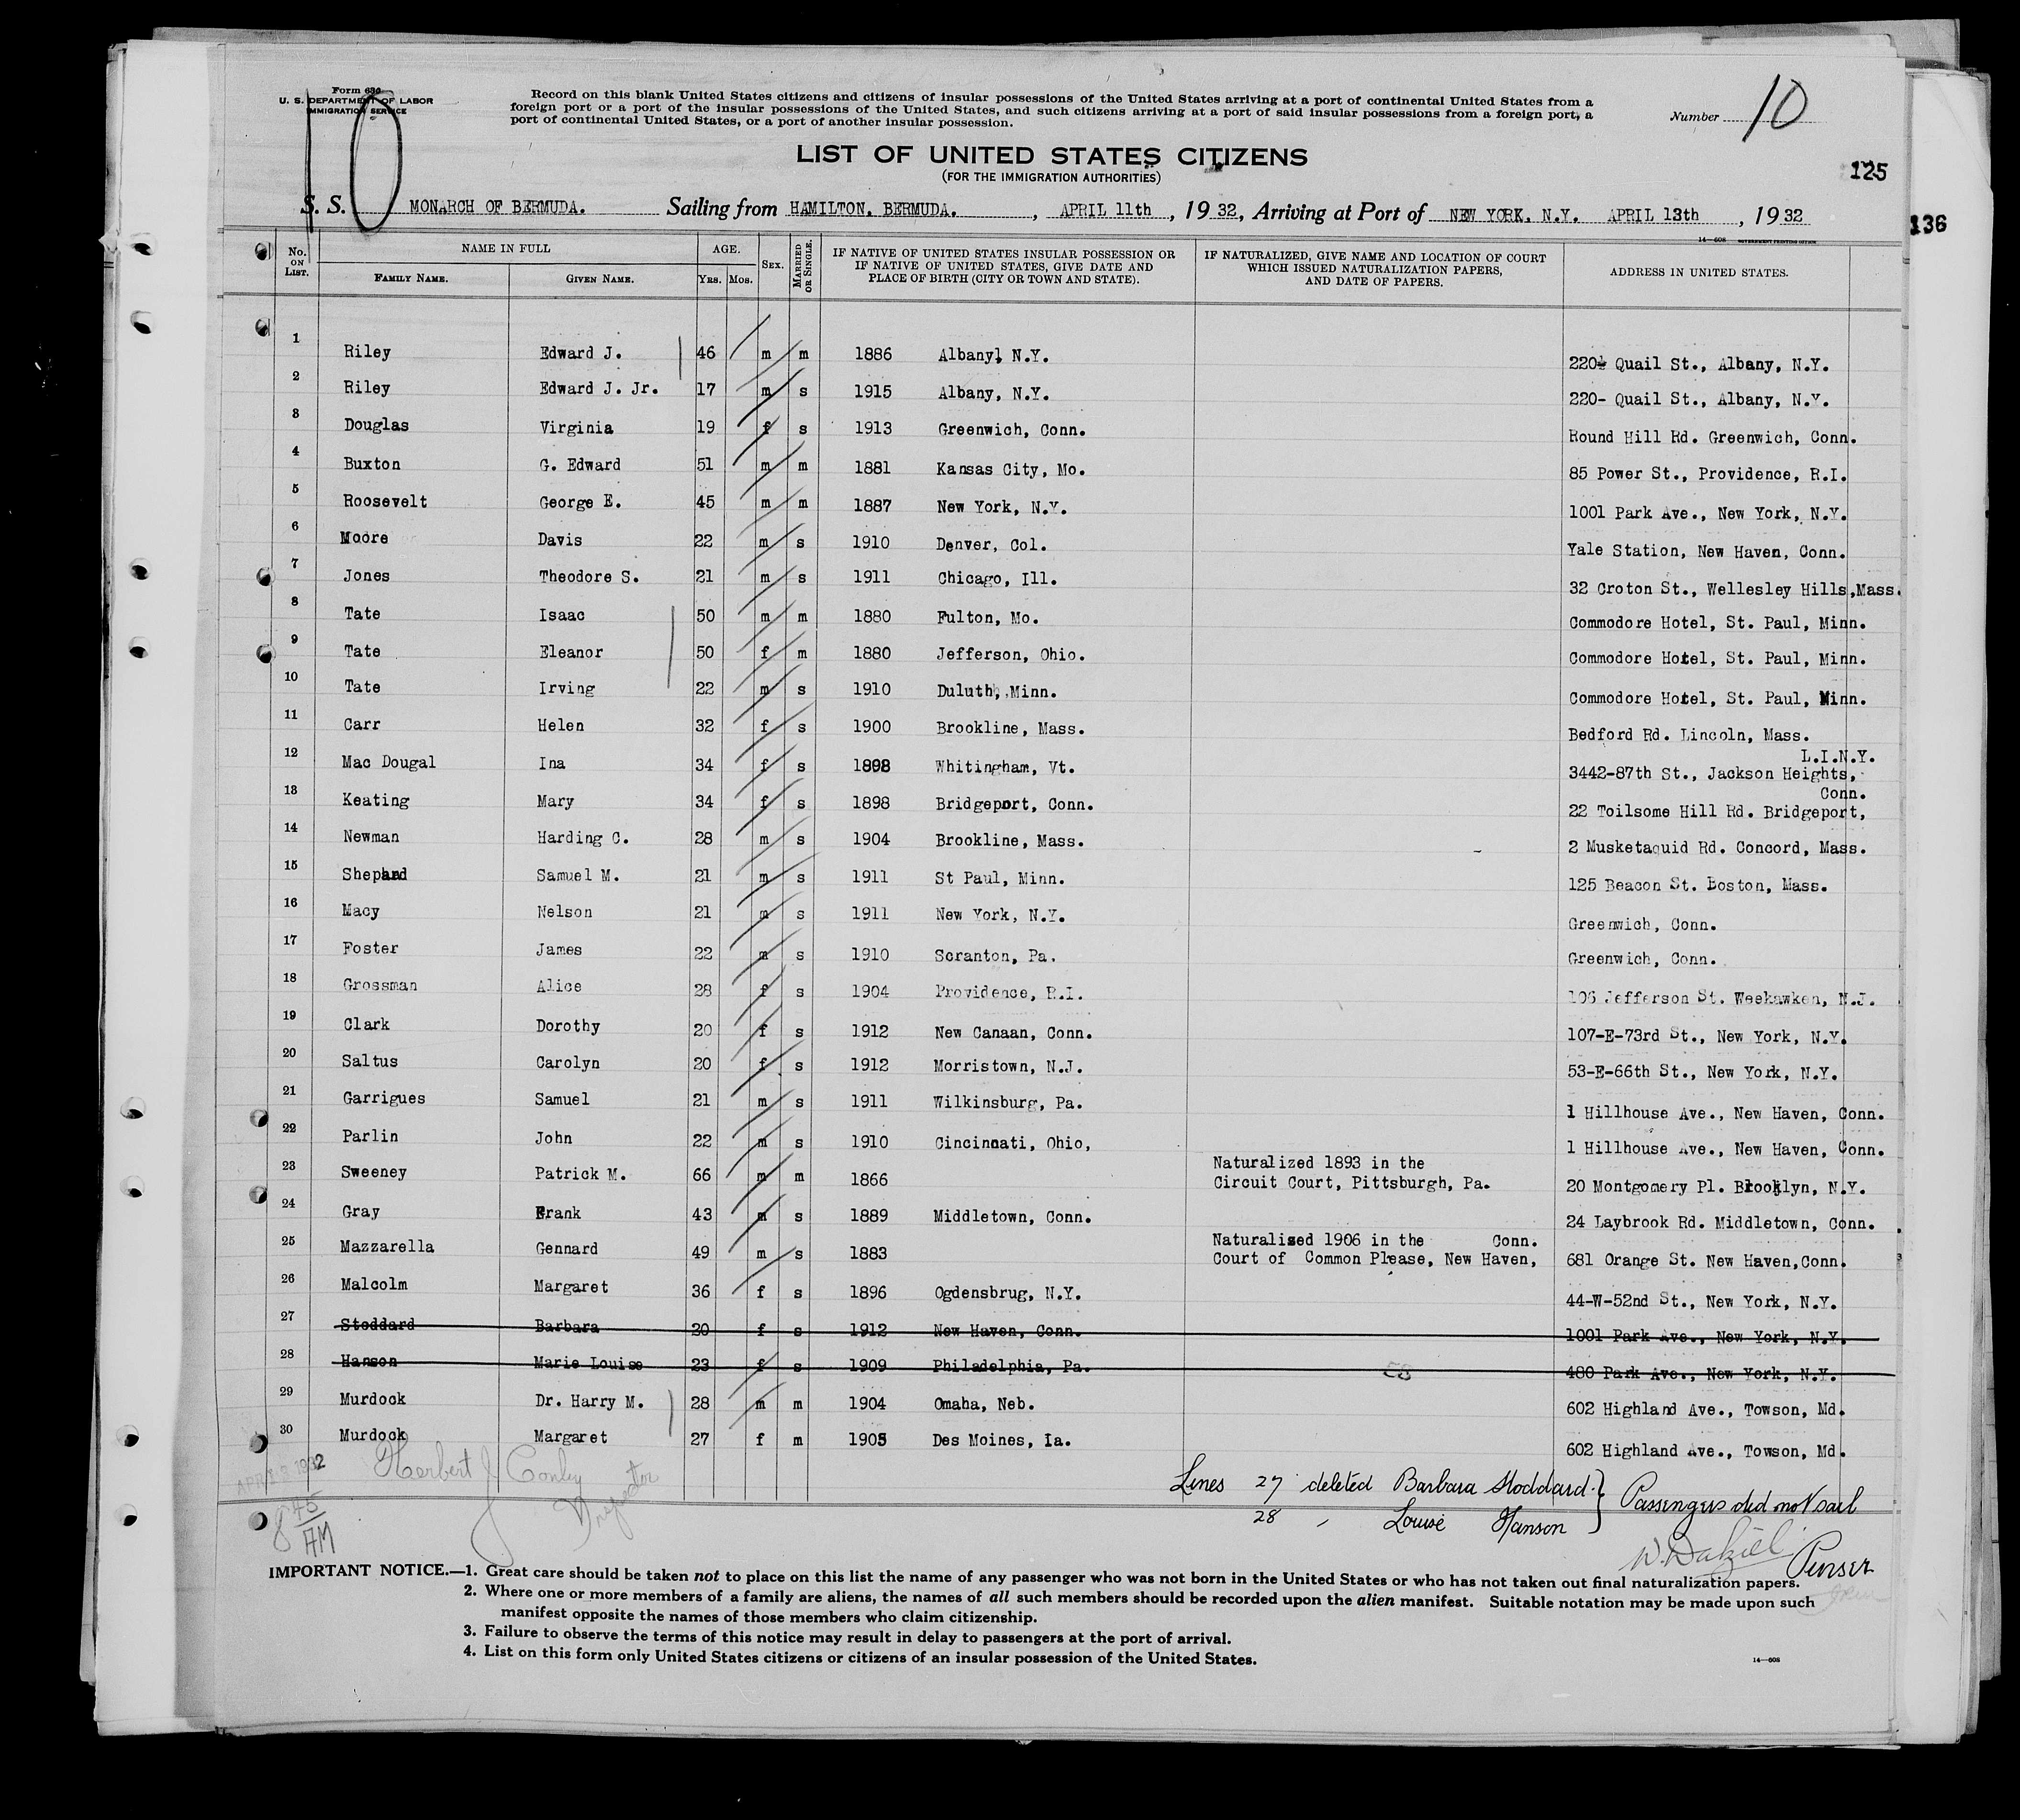 Form 630
U. S. DEPARTMENT OF LABOR
IMMIGRATION SERVICE
10
Record on this blank United States citizens and citizens of insular possessions of the United States arriving at a port of continental United States from a
foreign port or a port of the insular possessions of the United States, and such citizens arriving at a port of said insular possessions from a foreign port, a
port of continental United States, or a port of another insular possession.
Number 10
LIST OF UNITED STATES CITIZENS
(FOR THE IMMIGRATION AUTHORITIES)
125
136
S. S. MONARCH OF BERMUDA. Sailing from HAMILTON, BERMUDA. , APRIL 11th , 1932, Arriving at Port of NEW YORK, N.Y. APRIL 13th , 1932
14—608 GOVERNMENT PRINTING OFFICE
No. ON LIST. NAME IN FULL FAMILY NAME. GIVEN NAME. AGE. YRS. MOS. SEX. MARRIED OR SINGLE. IF NATIVE OF UNITED STATES INSULAR POSSESSION OR IF NATIVE OF UNITED STATES, GIVE DATE AND PLACE OF BIRTH (CITY OR TOWN AND STATE). IF NATURALIZED, GIVE NAME AND LOCATION OF COURT WHICH ISSUED NATURALIZATION PAPERS, AND DATE OF PAPERS. ADDRESS IN UNITED STATES.
1 Riley Edward J. 46 m m 1886 Albany, N.Y. 220 Quail St., Albany, N.Y.
2 Riley Edward J. Jr. 17 m s 1915 Albany, N.Y. 220- Quail St., Albany, N.Y.
3 Douglas Virginia 19 f s 1913 Greenwich, Conn. Round Hill Rd. Greenwich, Conn.
4 Buxton G. Edward 51 m m 1881 Kansas City, Mo. 85 Power St., Providence, R.I.
5 Roosevelt George E. 45 m m 1887 New York, N.Y. 1001 Park Ave., New York, N.Y.
6 Moore Davis 22 m s 1910 Denver, Col. Yale Station, New Haven, Conn.
7 Jones Theodore S. 21 m s 1911 Chicago, Ill. 32 Croton St., Wellesley Hills,Mass.
8 Tate Isaac 50 m m 1880 Fulton, Mo. Commodore Hotel, St. Paul, Minn.
9 Tate Eleanor 50 f m 1880 Jefferson, Ohio. Commodore Hotel, St. Paul, Minn.
10 Tate Irving 22 m s 1910 Duluth, Minn. Commodore Hotel, St. Paul, Minn.
11 Carr Helen 32 f s 1900 Brookline, Mass. Bedford Rd. Lincoln, Mass.
12 Mac Dougal Ina 34 f s 1898 Whitingham, Vt. 3442-87th St., Jackson Heights, L.I.N.Y.
13 Keating Mary 34 f s 1898 Bridgeport, Conn. 22 Toilsome Hill Rd. Bridgeport, Conn.
14 Newman Harding C. 28 m s 1904 Brookline, Mass. 2 Musketaquid Rd. Concord, Mass.
15 Shepard Samuel M. 21 m s 1911 St Paul, Minn. 125 Beacon St. Boston, Mass.
16 Macy Nelson 21 m s 1911 New York, N.Y. Greenwich, Conn.
17 Foster James 22 m s 1910 Scranton, Pa. Greenwich, Conn.
18 Grossman Alice 28 f s 1904 Providence, R.I. 106 Jefferson St. Weehawken, N.J.
19 Clark Dorothy 20 f s 1912 New Canaan, Conn. 107-E-73rd St., New York, N.Y.
20 Saltus Carolyn 20 f s 1912 Morristown, N.J. 53-E-66th St., New York, N.Y.
21 Garrigues Samuel 21 m s 1911 Wilkinsburg, Pa. 1 Hillhouse Ave., New Haven, Conn.
22 Parlin John 22 m s 1910 Cincinnati, Ohio, 1 Hillhouse Ave., New Haven, Conn.
23 Sweeney Patrick M. 66 m m 1866 Naturalized 1893 in the Circuit Court, Pittsburgh, Pa. 20 Montgomery Pl. Brooklyn, N.Y.
24 Gray Frank 43 m s 1889 Middletown, Conn. 24 Laybrook Rd. Middletown, Conn.
25 Mazzarella Gennard 49 m s 1883 Naturalized 1906 in the Court of Common Please, New Haven, Conn. 681 Orange St. New Haven,Conn.
26 Malcolm Margaret 36 f s 1896 Ogdensbrug, N.Y. 44-W-52nd St., New York, N.Y.
27 Stoddard Barbara 20 f s 1912 New Haven, Conn. 1001 Park Ave., New York, N.Y.
28 Hanson Marie Louise 23 f s 1909 Philadelphia, Pa. 480 Park Ave., New York, N.Y.
29 Murdock Dr. Harry M. 28 m m 1904 Omaha, Neb. 602 Highland Ave., Towson, Md.
30 Murdock Margaret 27 f m 1905 Des Moines, Ia. 602 Highland Ave., Towson, Md.
APR 13 1932
8 45 AM
Herbert J Conley
Inspector
Lines 27 deleted Barbara Stoddard. } Passengers did not sail
28 Louise Hanson
Purser
IMPORTANT NOTICE.—1. Great care should be taken not to place on this list the name of any passenger who was not born in the United States or who has not taken out final naturalization papers.
2. Where one or more members of a family are aliens, the names of all such members should be recorded upon the alien manifest. Suitable notation may be made upon such
manifest opposite the names of those members who claim citizenship.
3. Failure to observe the terms of this notice may result in delay to passengers at the port of arrival.
4. List on this form only United States citizens or citizens of an insular possession of the United States.
14—608